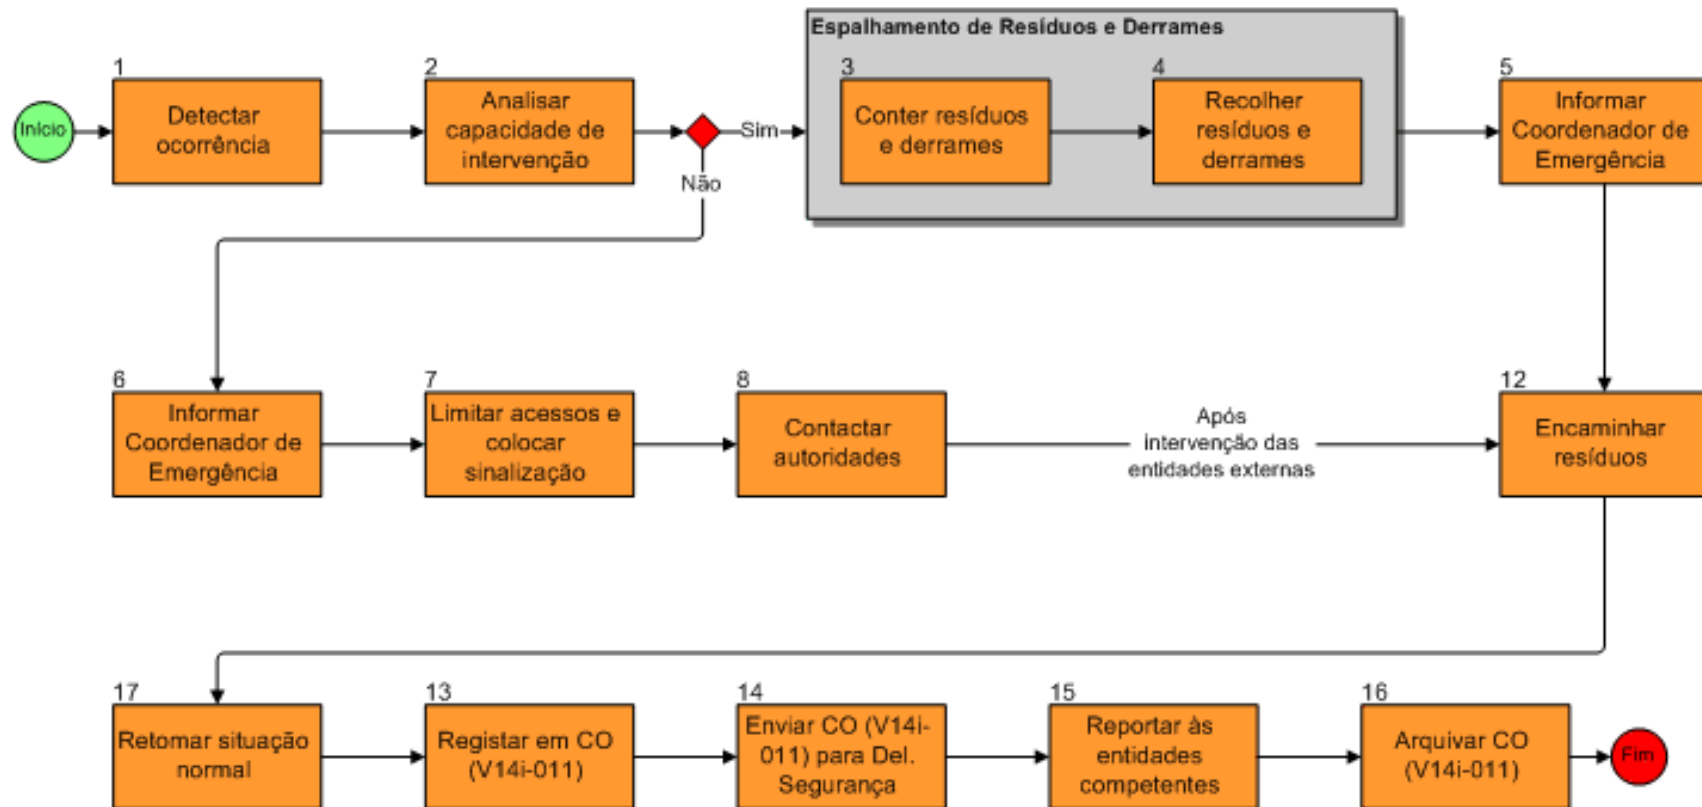 Espalhamento de Resíduos e Derrames
Início
1
Detectar
ocorrência
2
Analisar
capacidade de
intervenção
Sim
Não
3
Conter resíduos
e derrames
4
Recolher
resíduos e
derrames
5
Informar
Coordenador de
Emergência
6
Informar
Coordenador de
Emergência
7
Limitar acessos e
colocar
sinalização
8
Contactar
autoridades
Após
intervenção das
entidades externas
12
Encaminhar
resíduos
17
Retomar situação
normal
13
Registar em CO
(V14i-011)
14
Enviar CO (V14i-
011) para Del.
Segurança
15
Reportar às
entidades
competentes
16
Arquivar CO
(V14i-011)
Fim